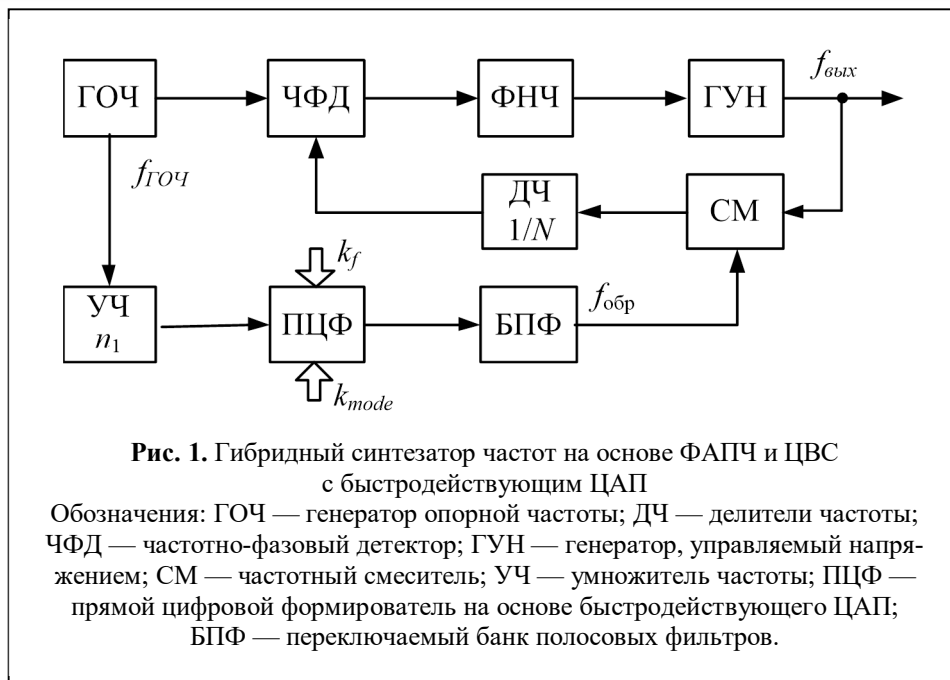 ГОЧ
ЧФД
ФНЧ
ГУН
fвых
fГОЧ
ДЧ
1/N
СМ
kf
УЧ
n1
ПЦФ
БПФ
fобр
kmode
Рис. 1. Гибридный синтезатор частот на основе ФАПЧ и ЦВС
с быстродействующим ЦАП
Обозначения: ГОЧ — генератор опорной частоты; ДЧ — делители частоты;
ЧФД — частотно-фазовый детектор; ГУН — генератор, управляемый напря-
жением; СМ — частотный смеситель; УЧ — умножитель частоты; ПЦФ —
прямой цифровой формирователь на основе быстродействующего ЦАП;
БПФ — переключаемый банк полосовых фильтров.